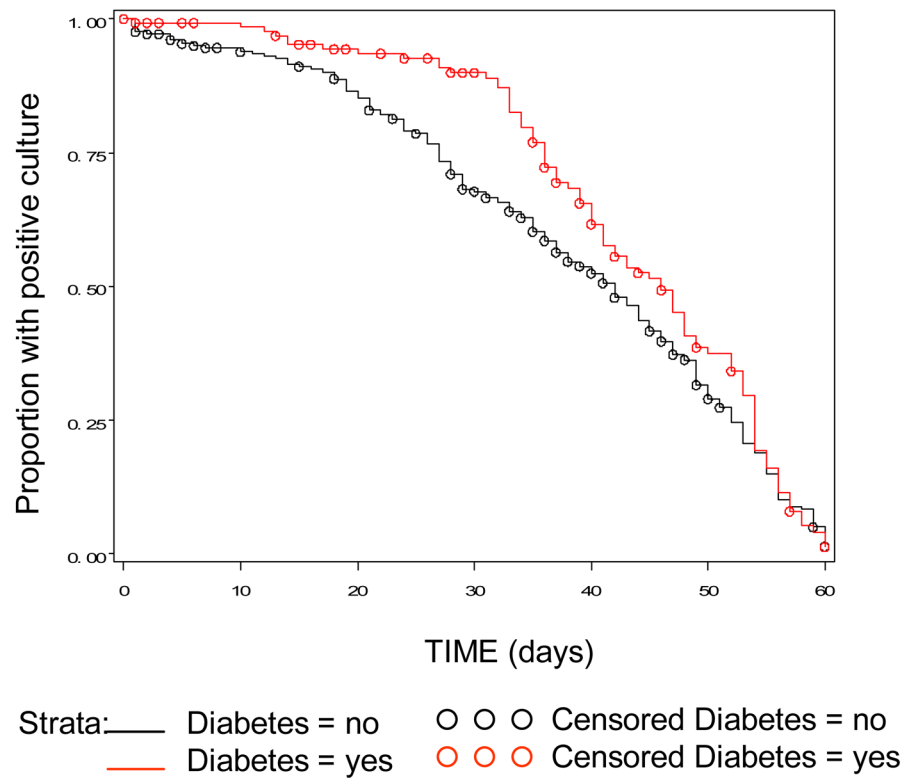 Proportion with positive culture
1.00
0.75
0.50
0.25
0.00
0 10 20 30 40 50 60
TIME (days)
Strata: Diabetes = no Censored Diabetes = no
Diabetes = yes Censored Diabetes = yes